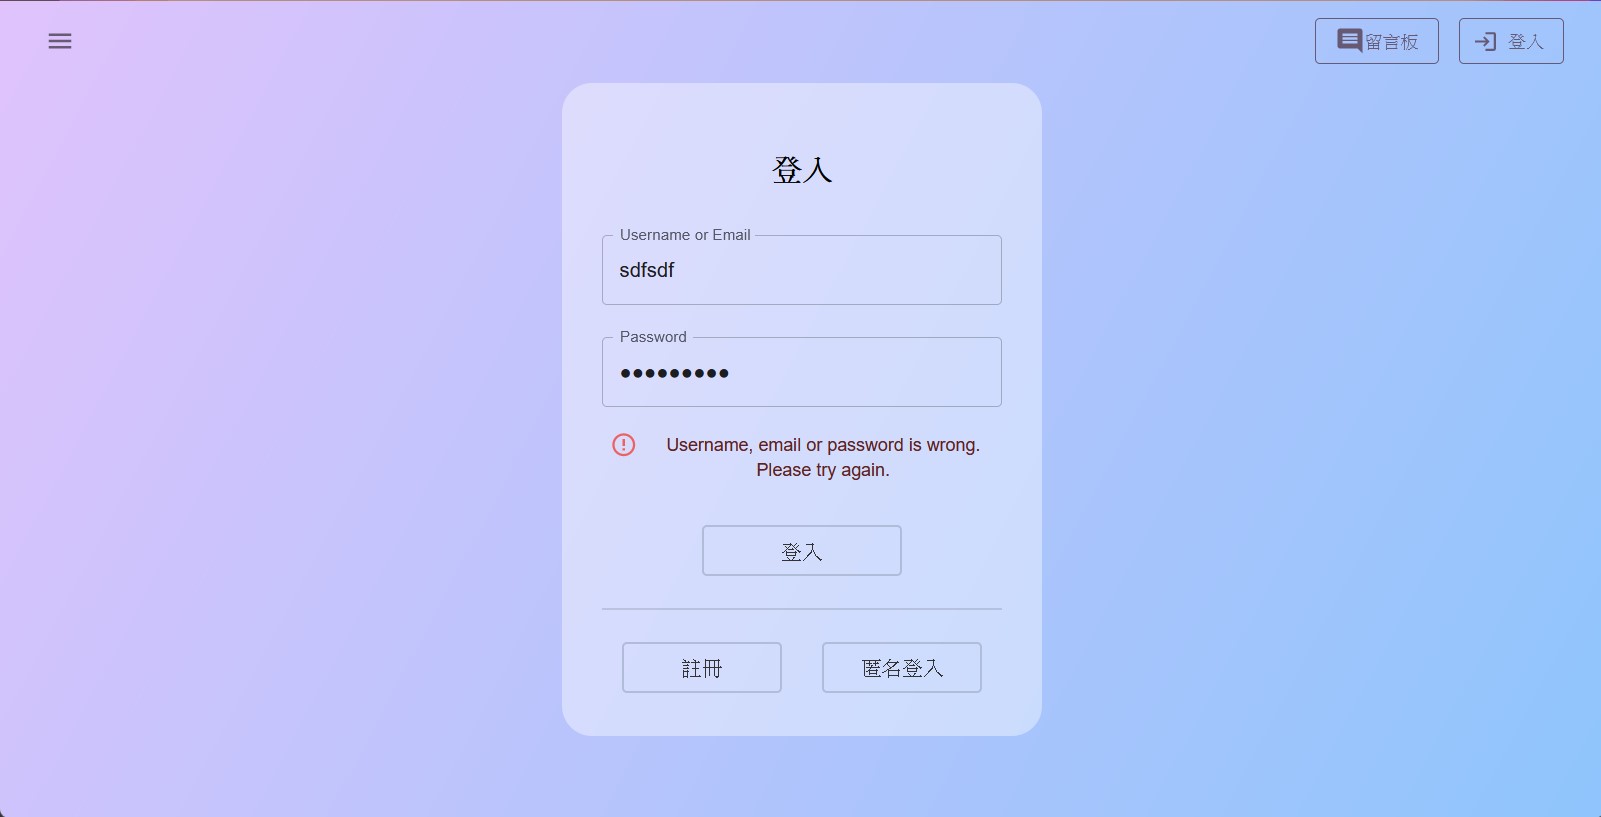 留言板
登入
登入
Username or Email
sdfsdf
Password
●●●●●●●●●
Username, email or password is wrong.
Please try again.
登入
註冊
匿名登入